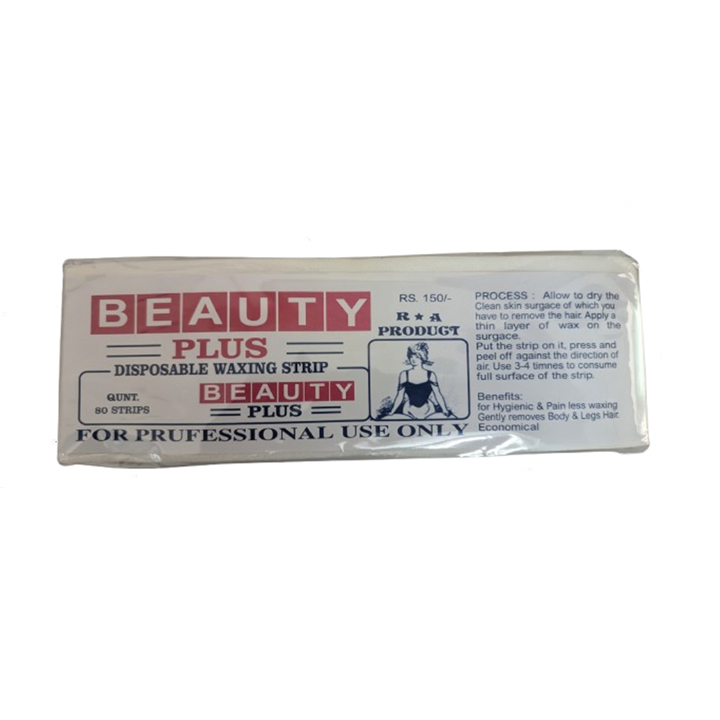 BEAUTY
PLUS
DISPOSABLE WAXING STRIP
QUNT.
80 STRIPS
BEAUTY
PLUS
RS. 150/-
R ★ A
PRODUCT
FOR PRUFESSIONAL USE ONLY
PROCESS : Allow to dry the
Clean skin surgace of which you
have to remove the hair. Apply a
thin layer of wax on the
surgace.
Put the strip on it, press and
peel off against the direction of
air. Use 3-4 timnes to consume
full surface of the strip.
Benefits:
for Hygienic & Pain less waxing
Gently removes Body & Legs Hair.
Economical